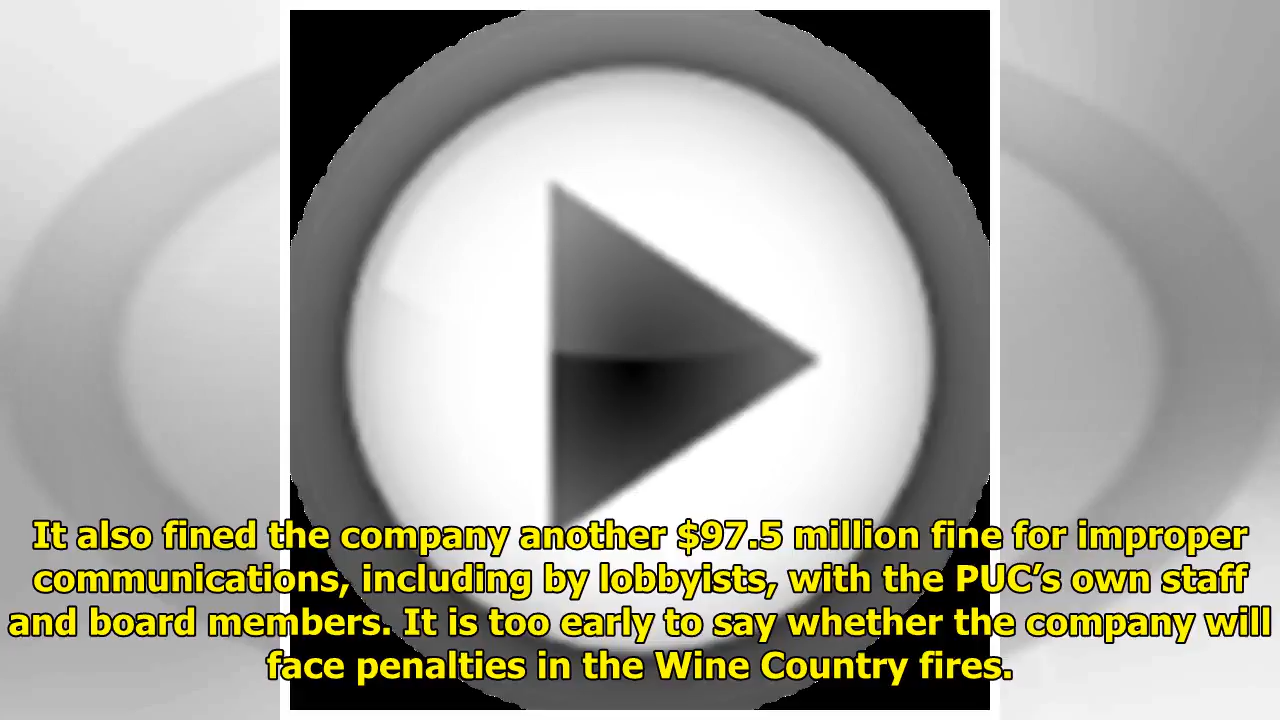 It also fined the company another $97.5 million fine for improper
communications, including by lobbyists, with the PUC’s own staff
and board members. It is too early to say whether the company will
face penalties in the Wine Country fires.